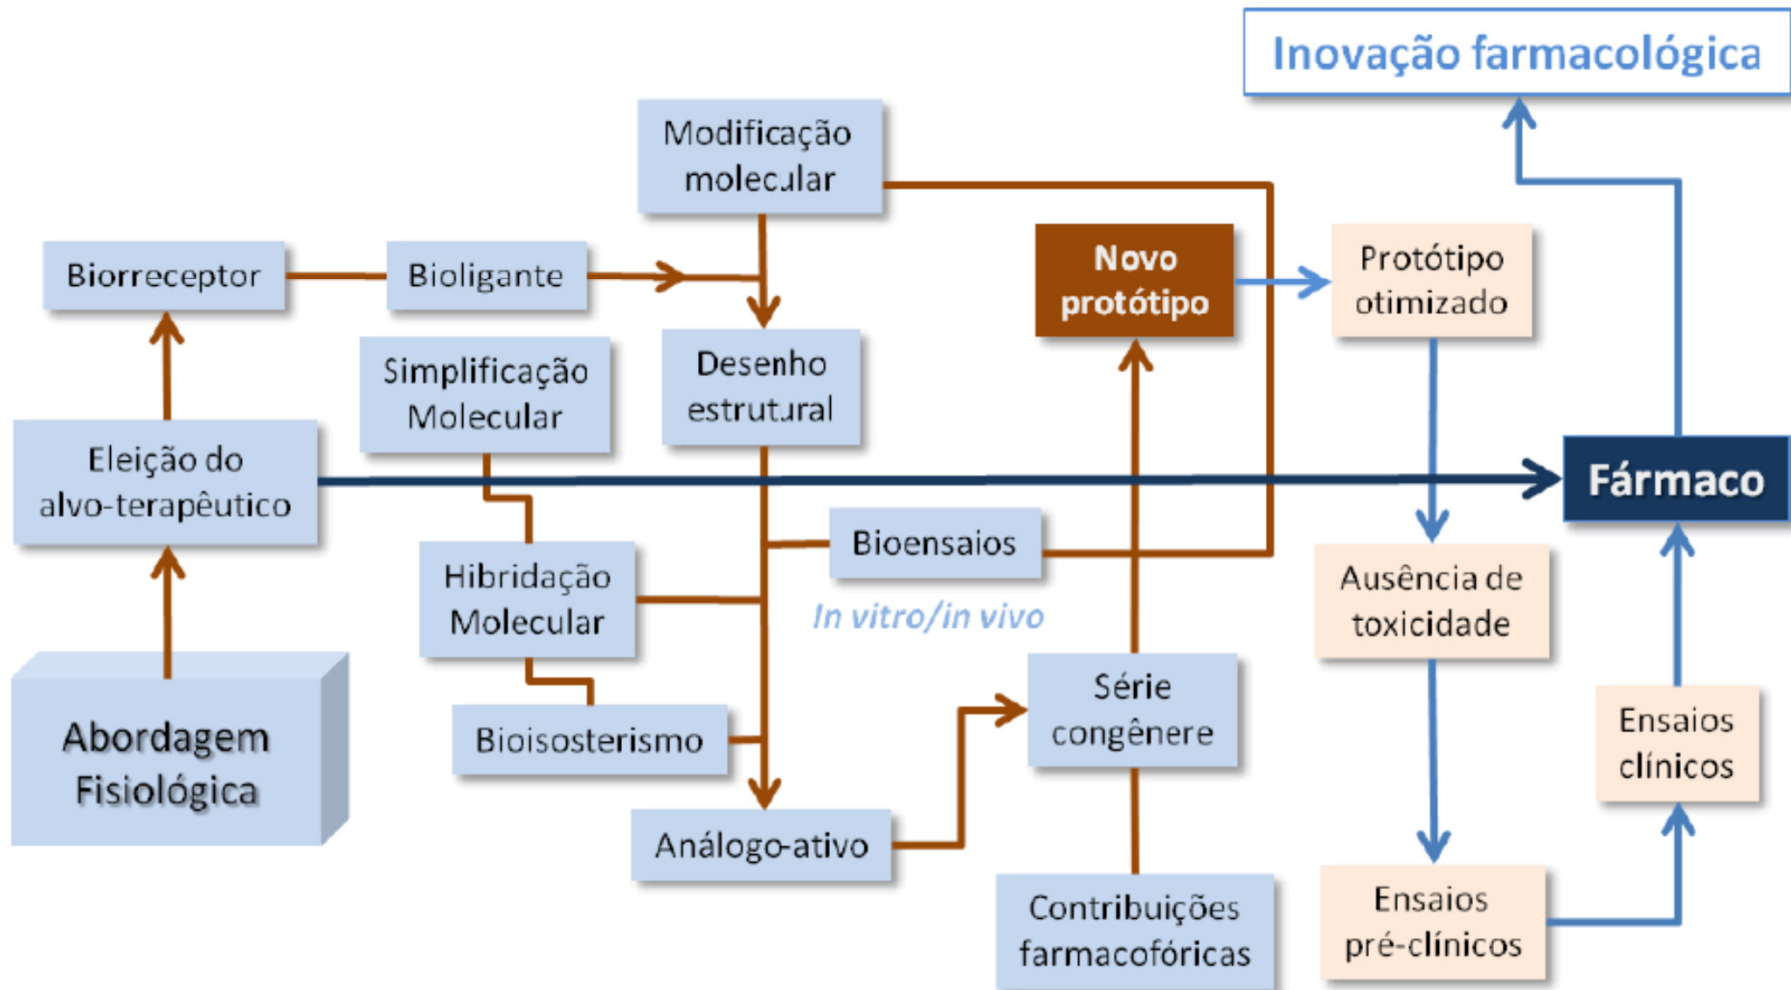 Inovação farmacológica
Modificação
molecular
Biorreceptor
Bioligante
Novo
protótipo
Protótipo
otimizado
Simplificação
Molecular
Desenho
estrutural
Eleição do
alvo-terapêutico
Fármaco
Bioensaios
In vitro/in vivo
Hibridação
Molecular
Ausência de
toxicidade
Abordagem
Fisiológica
Bioisosterismo
Série
congênere
Ensaios
clínicos
Análogo-ativo
Contribuições
farmacofóricas
Ensaios
pré-clínicos